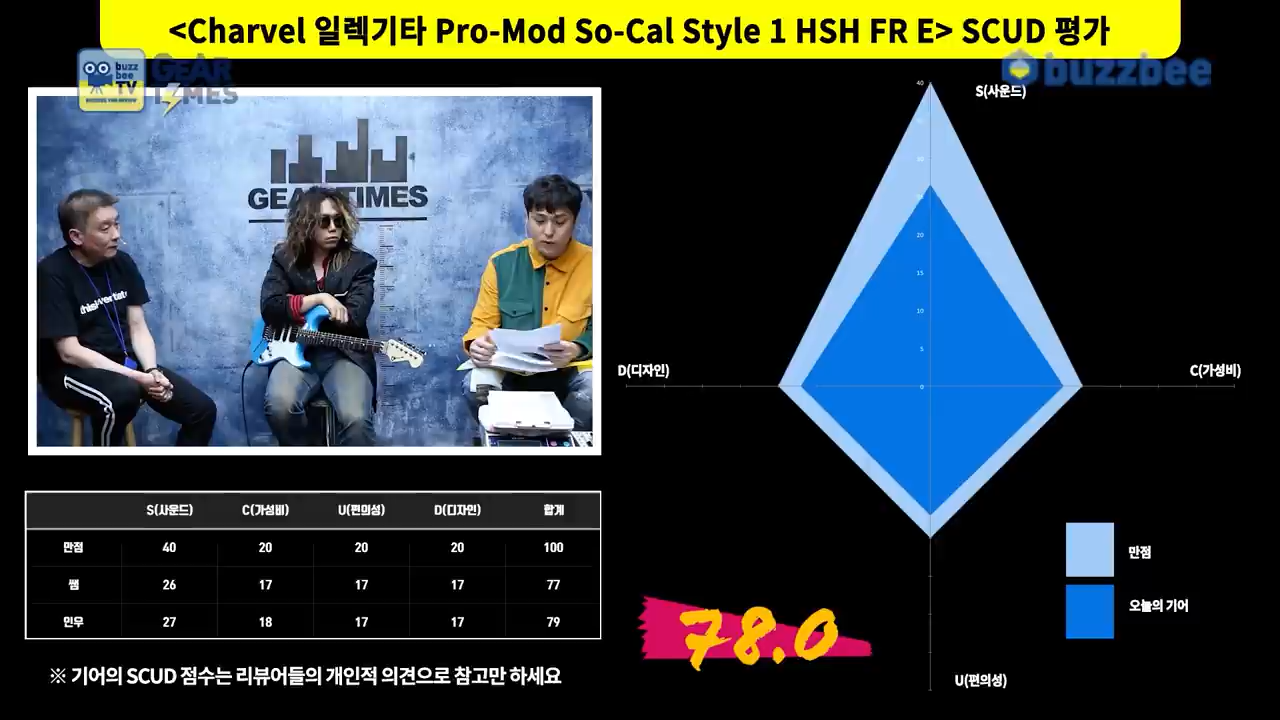 <Charvel 일렉기타 Pro-Mod So-Cal Style 1 HSH FR E> SCUD 평가
buzz
bee
TV
GEAR
TIMES
buzzbee
GEAR TIMES
S(사운드)
40
30
20
15
10
5
0
D(디자인)
C(가성비)
U(편의성)
만점
오늘의 기어
S(사운드) C(가성비) U(편의성) D(디자인) 합계
만점 40 20 20 20 100
쌤 26 17 17 17 77
민우 27 18 17 17 79
78.0
※ 기어의 SCUD 점수는 리뷰어들의 개인적 의견으로 참고만 하세요